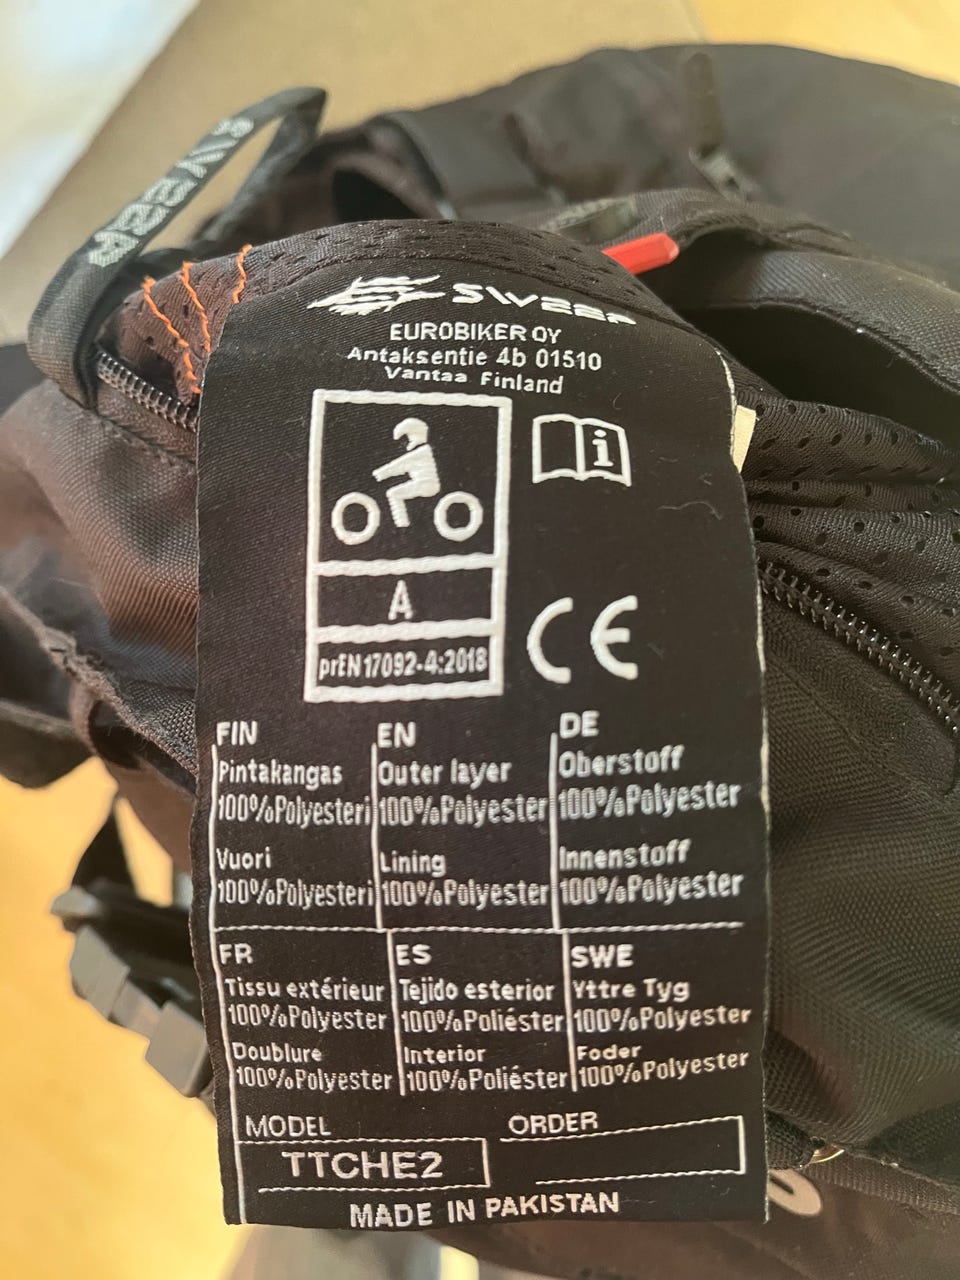 SWEEP
SWEEP
EUROBIKER OY
Antaksentie 4b 01510
Vantaa Finland
i
A
prEN 17092-4:2018
CE
FIN
Pintakangas
100%Polyesteri
Vuori
100%Polyesteri
EN
Outer layer
100%Polyester
Lining
100%Polyester
DE
Oberstoff
100%Polyester
Innenstoff
100%Polyester
FR
Tissu extérieur
100%Polyester
Doublure
100%Polyester
ES
Tejido esterior
100%Poliéster
Interior
100%Poliéster
SWE
Yttre Tyg
100%Polyester
Foder
100%Polyester
MODEL
TTCHE2
ORDER
MADE IN PAKISTAN